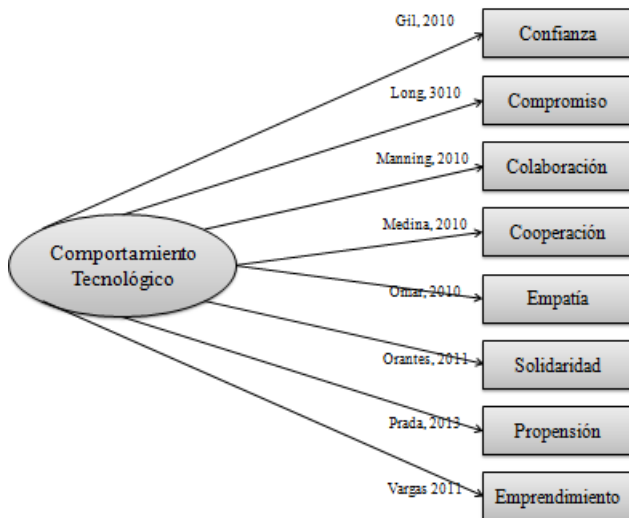 Gil, 2010
Confianza
Long, 3010
Compromiso
Manning, 2010
Colaboración
Medina, 2010
Cooperación
Comportamiento
Tecnológico
Omar, 2010
Empatía
Orantes, 2011
Solidaridad
Prada, 2013
Propensión
Vargas 2011
Emprendimiento